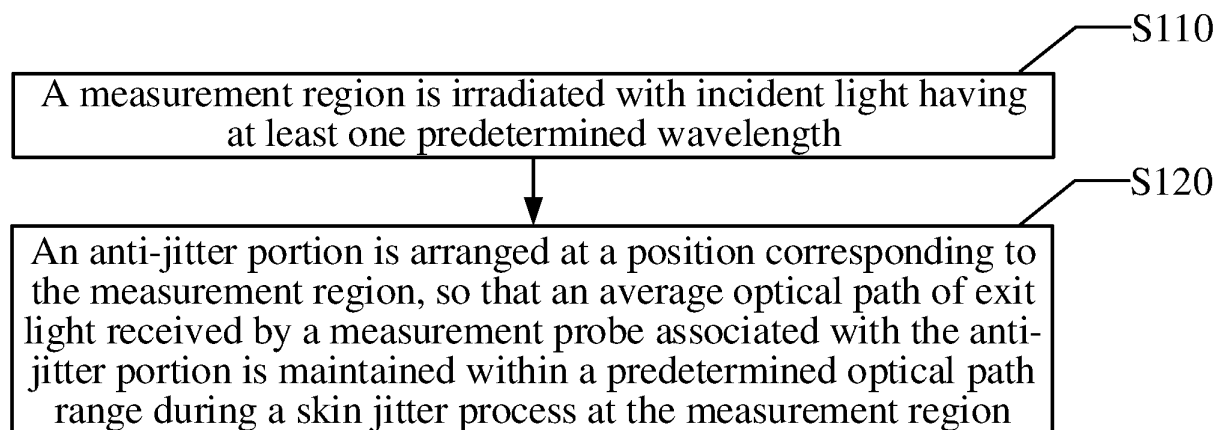 S110
A measurement region is irradiated with incident light having
at least one predetermined wavelength
S120
An anti-jitter portion is arranged at a position corresponding to
the measurement region, so that an average optical path of exit
light received by a measurement probe associated with the anti-
jitter portion is maintained within a predetermined optical path
range during a skin jitter process at the measurement region